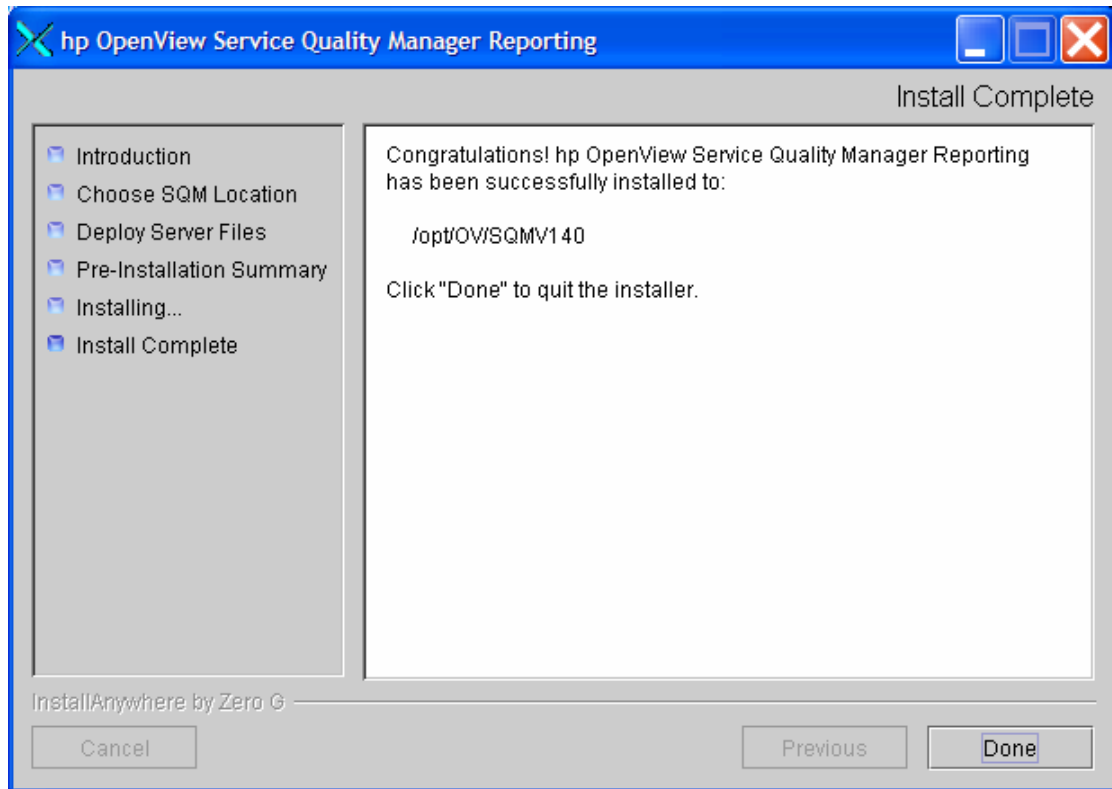 hp OpenView Service Quality Manager Reporting
Install Complete
Introduction
Choose SQM Location
Deploy Server Files
Pre-Installation Summary
Installing...
Install Complete
Congratulations! hp OpenView Service Quality Manager Reporting
has been successfully installed to:
/opt/OV/SQMV140
Click "Done" to quit the installer.
InstallAnywhere by Zero G
Cancel
Previous
Done